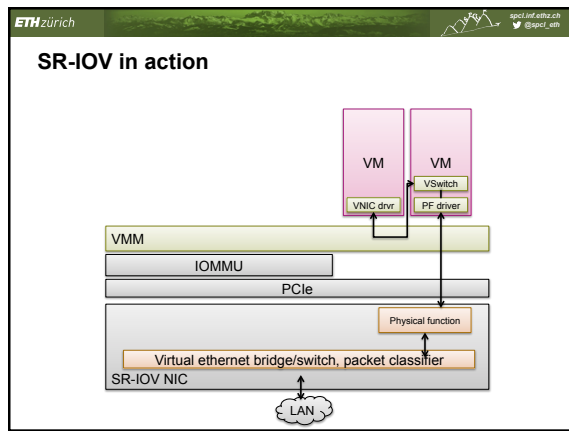 ETH zürich
spcl.inf.ethz.ch
@spcl_eth
SR-IOV in action
VM
VM
VSwitch
VNIC drvr
PF driver
VMM
IOMMU
PCIe
Physical function
Virtual ethernet bridge/switch, packet classifier
SR-IOV NIC
LAN